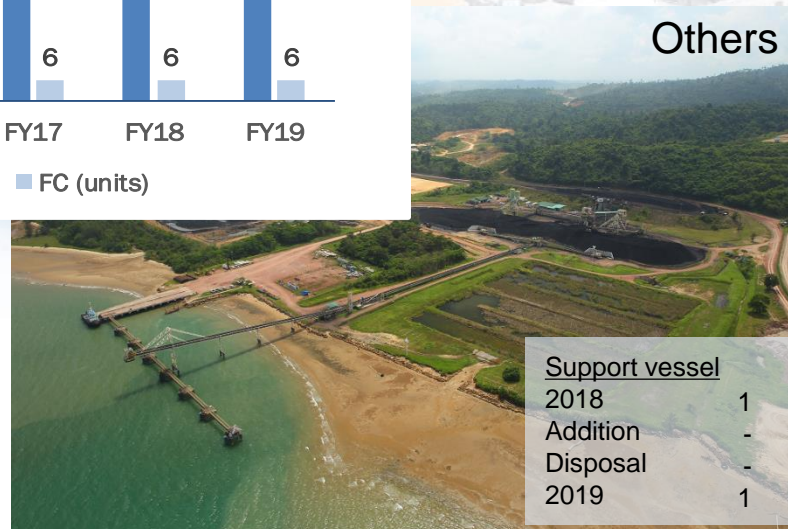 Others
6 6 6
FY17 FY18 FY19
FC (units)
Support vessel
2018 1
Addition -
Disposal -
2019 1